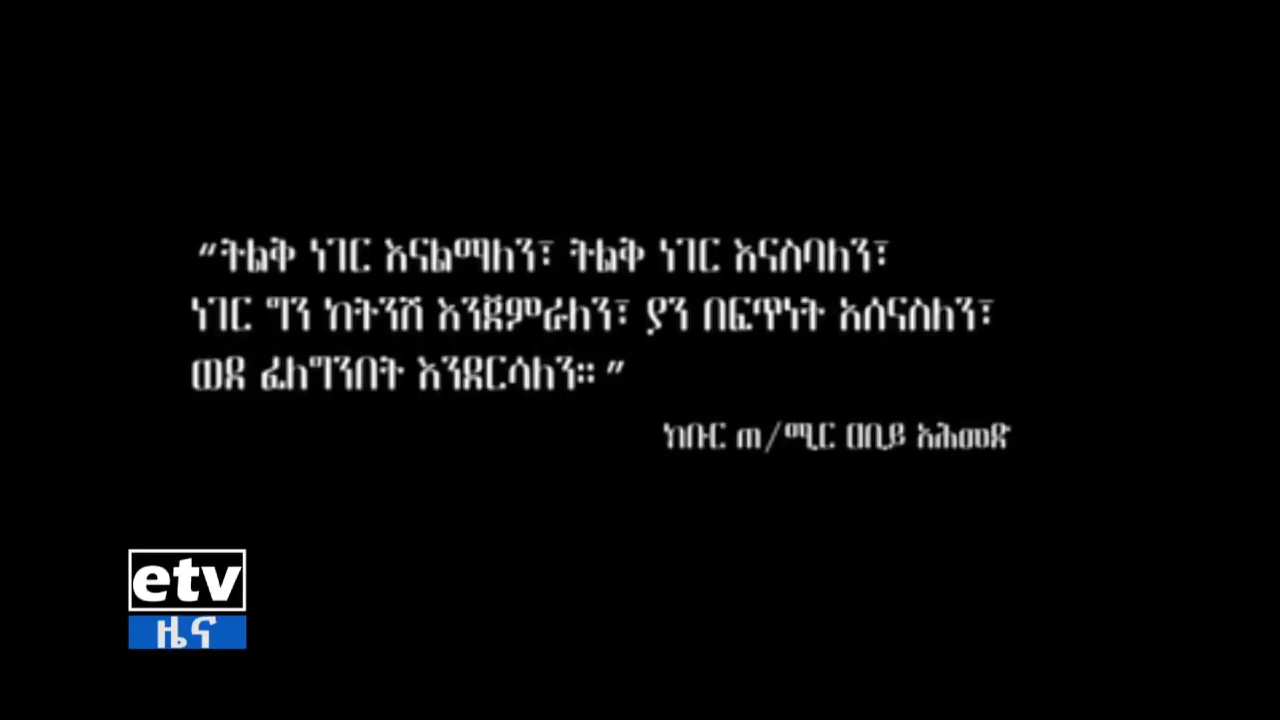 "ትልቅ ነገር እናልማለን፣ ትልቅ ነገር እናስባለን፣
ነገር ግን ከትንሽ እንጀምራለን፣ ያን በፍጥነት እሰናስለን፣
ወደ ፈለግንበት እንደርሳለን።"
ክቡር ጠ/ሚር ዐቢይ አሕመድ
etv
ዜና